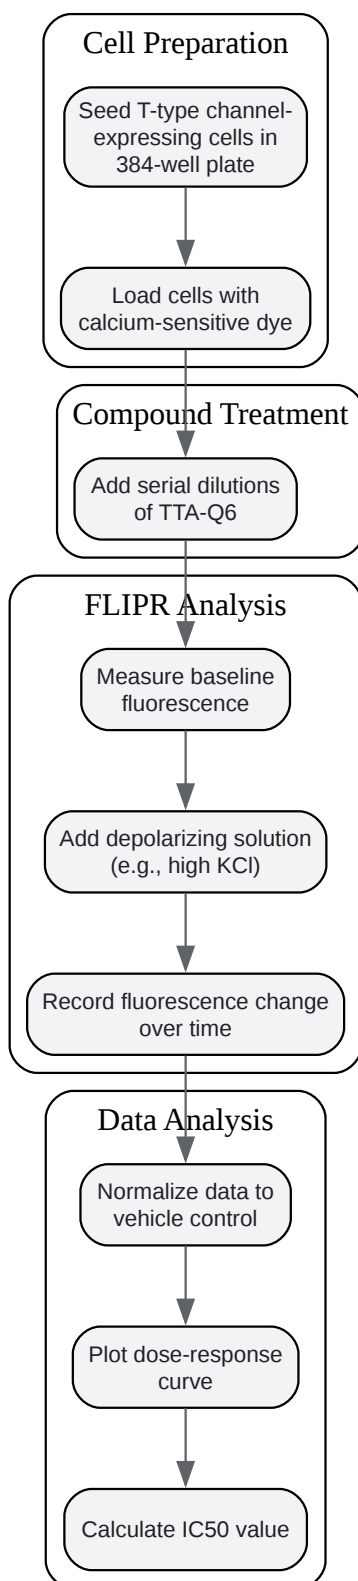 Cell Preparation
Seed T-type channel-
expressing cells in
384-well plate
Load cells with
calcium-sensitive dye
Compound Treatment
Add serial dilutions
of TTA-Q6
FLIPR Analysis
Measure baseline
fluorescence
Add depolarizing solution
(e.g., high KCl)
Record fluorescence change
over time
Data Analysis
Normalize data to
vehicle control
Plot dose-response
curve
Calculate IC50 value